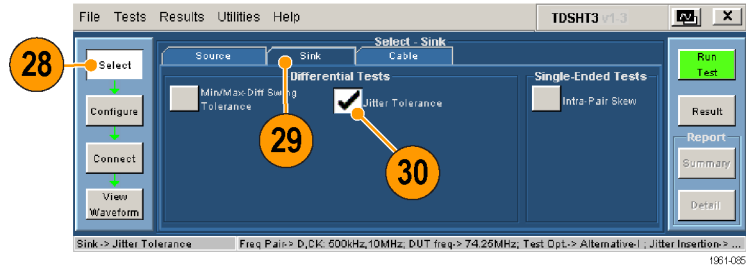 File Tests Results Utilities Help TDSHT3 v1-3 X
Select - Sink
28 Select Source Sink Cable Run
Test
Differential Tests Single-Ended Tests
Min/Max-Diff Swing
Tolerance
Jitter Tolerance
Intra-Pair Skew
Configure Result
29
Report
Connect 30 Summary
View
Waveform
Detail
Sink-> Jitter Tolerance Freq Pair-> D,CK: 500kHz,10MHz; DUT freq-> 74.25MHz; Test Opt.-> Alternative-I ; Jitter Insertion-> ...
1961-085